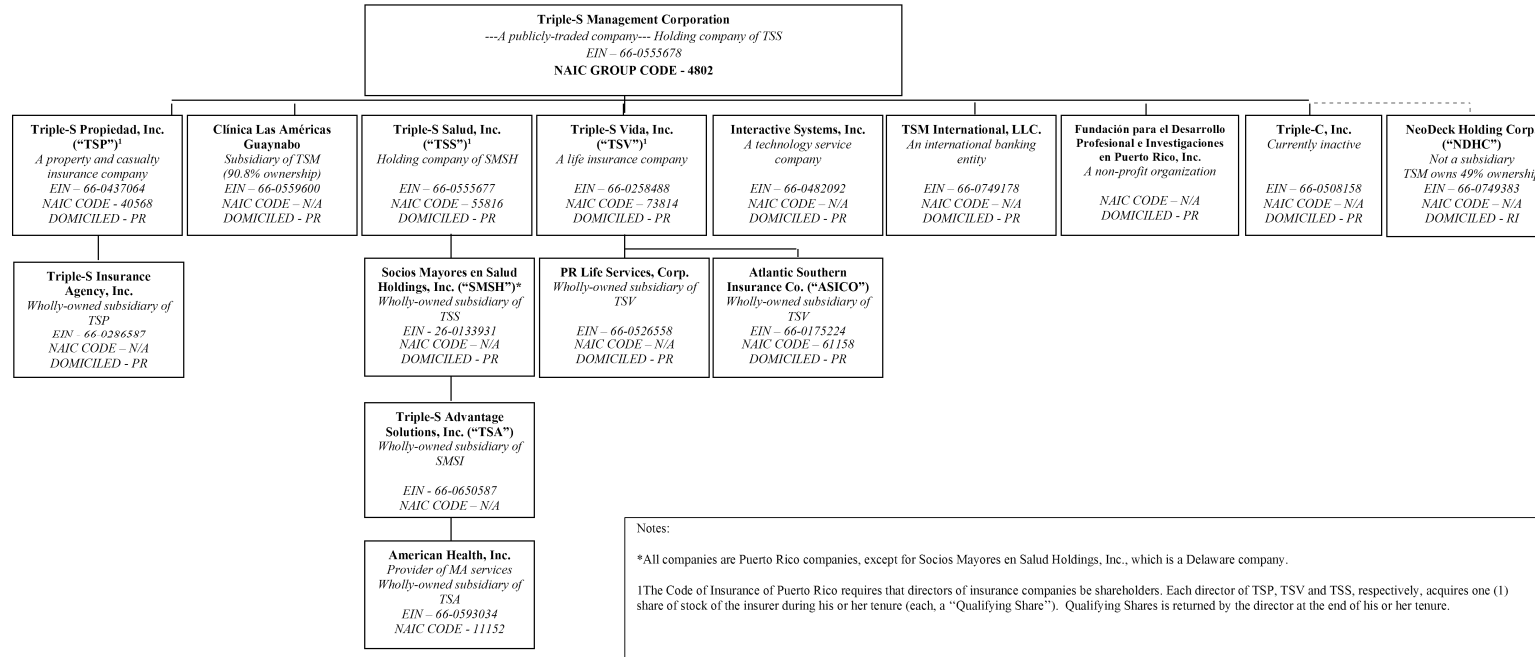 Triple-S Management Corporation
---A publicly-traded company--- Holding company of TSS
EIN – 66-0555678
NAIC GROUP CODE - 4802
Triple-S Propiedad, Inc.
("TSP")¹
A property and casualty
insurance company
EIN – 66-0437064
NAIC CODE - 40568
DOMICILED - PR
Clínica Las Américas
Guaynabo
Subsidiary of TSM
(90.8% ownership)
EIN – 66-0559600
NAIC CODE – N/A
DOMICILED - PR
Triple-S Salud, Inc.
("TSS")¹
Holding company of SMSH
EIN – 66-0555677
NAIC CODE - 55816
DOMICILED - PR
Triple-S Vida, Inc.
("TSV")¹
A life insurance company
EIN – 66-0258488
NAIC CODE – 73814
DOMICILED - PR
Interactive Systems, Inc.
A technology service
company
EIN – 66-0482092
NAIC CODE – N/A
DOMICILED - PR
TSM International, LLC.
An international banking
entity
EIN – 66-0749178
NAIC CODE – N/A
DOMICILED - PR
Fundación para el Desarrollo
Profesional e Investigaciones
en Puerto Rico, Inc.
A non-profit organization
NAIC CODE – N/A
DOMICILED - PR
Triple-C, Inc.
Currently inactive
EIN – 66-0508158
NAIC CODE – N/A
DOMICILED - PR
NeoDeck Holding Corp
("NDHC")
Not a subsidiary
TSM owns 49% ownership
EIN – 66-0749383
NAIC CODE – N/A
DOMICILED - RI
Triple-S Insurance
Agency, Inc.
Wholly-owned subsidiary of
TSP
EIN - 66-0286587
NAIC CODE – N/A
DOMICILED - PR
Socios Mayores en Salud
Holdings, Inc. ("SMSH")*
Wholly-owned subsidiary of
TSS
EIN - 26-0133931
NAIC CODE – N/A
DOMICILED - PR
PR Life Services, Corp.
Wholly-owned subsidiary of
TSV
EIN – 66-0526558
NAIC CODE – N/A
DOMICILED - PR
Atlantic Southern
Insurance Co. ("ASICO")
Wholly-owned subsidiary of
TSV
EIN – 66-0175224
NAIC CODE – 61158
DOMICILED - PR
Triple-S Advantage
Solutions, Inc. ("TSA")
Wholly-owned subsidiary of
SMSI
EIN - 66-0650587
NAIC CODE – N/A
American Health, Inc.
Provider of MA services
Wholly-owned subsidiary of
TSA
EIN – 66-0593034
NAIC CODE - 11152
Notes:
*All companies are Puerto Rico companies, except for Socios Mayores en Salud Holdings, Inc., which is a Delaware company.
1The Code of Insurance of Puerto Rico requires that directors of insurance companies be shareholders. Each director of TSP, TSV and TSS, respectively, acquires one (1)
share of stock of the insurer during his or her tenure (each, a ‘‘Qualifying Share’’). Qualifying Shares is returned by the director at the end of his or her tenure.